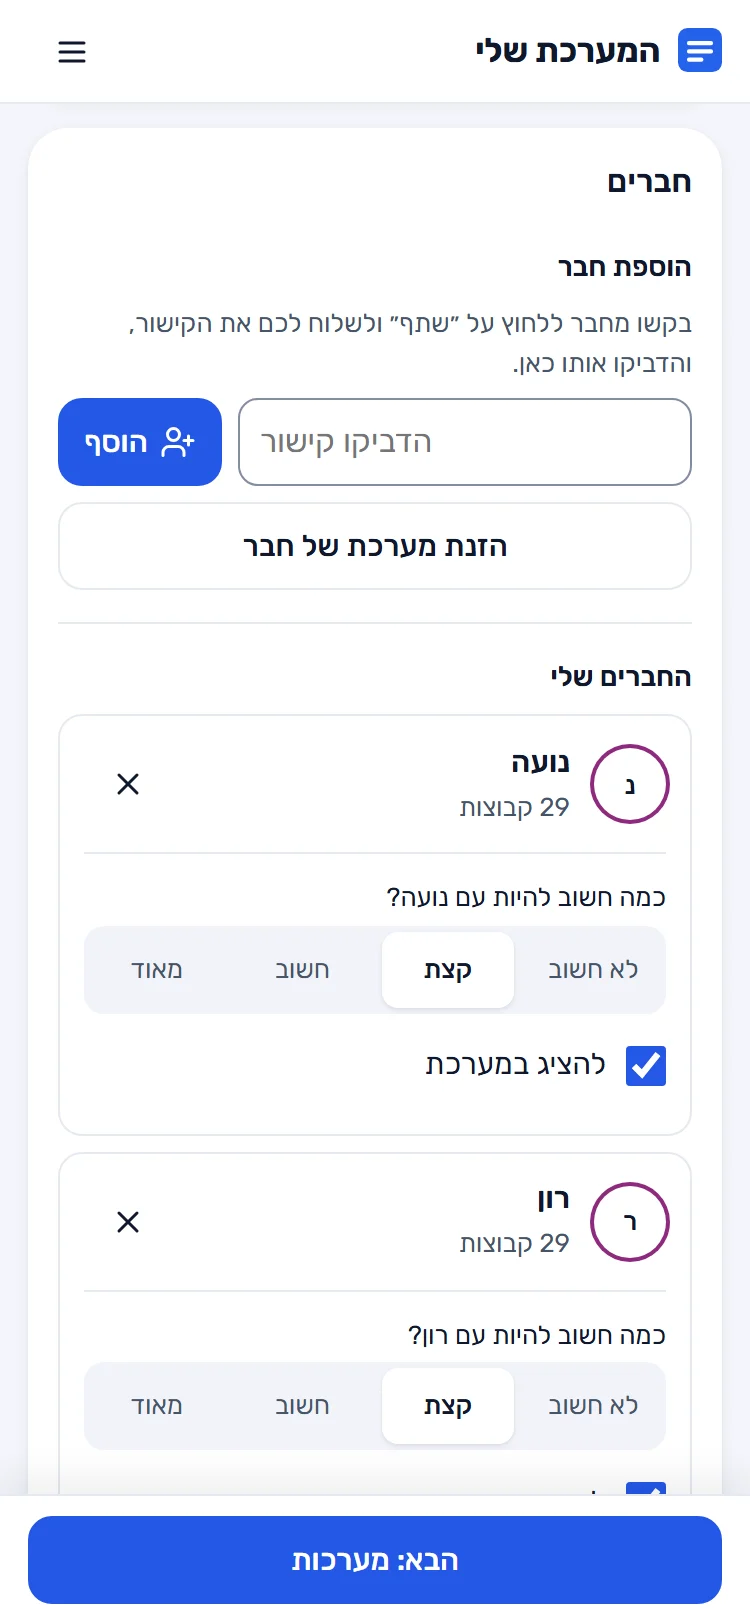 המערכת שלי
חברים
הוספת חבר
בקשו מחבר ללחוץ על ״שתף״ ולשלוח לכם את הקישור,
והדביקו אותו כאן.
הדביקו קישור
הוסף
הזנת מערכת של חבר
החברים שלי
נ
נועה
29 קבוצות
כמה חשוב להיות עם נועה?
לא חשוב
קצת
חשוב
מאוד
להציג במערכת
ר
רון
29 קבוצות
כמה חשוב להיות עם רון?
לא חשוב
קצת
חשוב
מאוד
הבא: מערכות